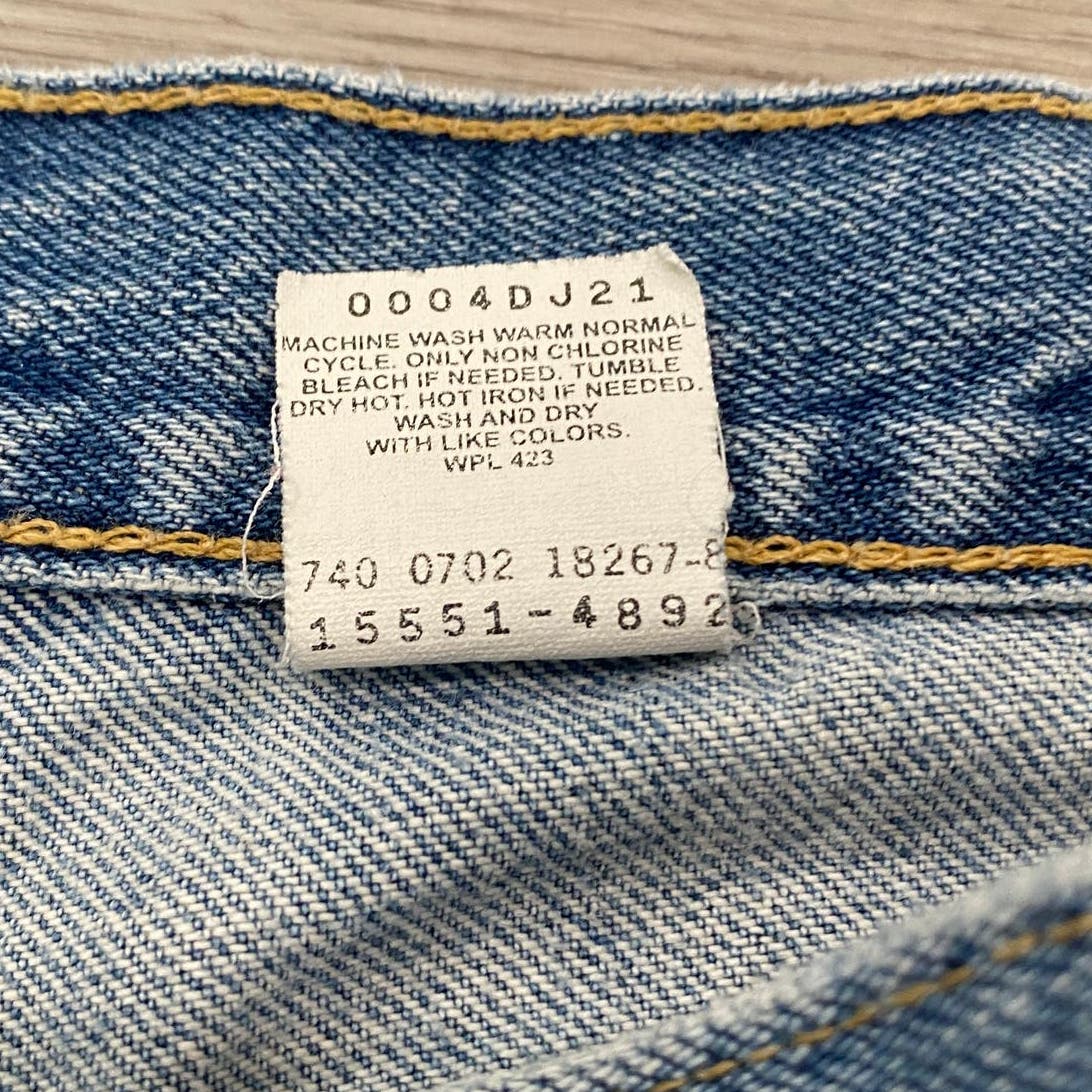 0004DJ21
MACHINE WASH WARM NORMAL
CYCLE. ONLY NON CHLORINE
BLEACH IF NEEDED. TUMBLE
DRY HOT. HOT IRON IF NEEDED.
WASH AND DRY
WITH LIKE COLORS.
WPL 423
740 0702 18267-8
15551-4892